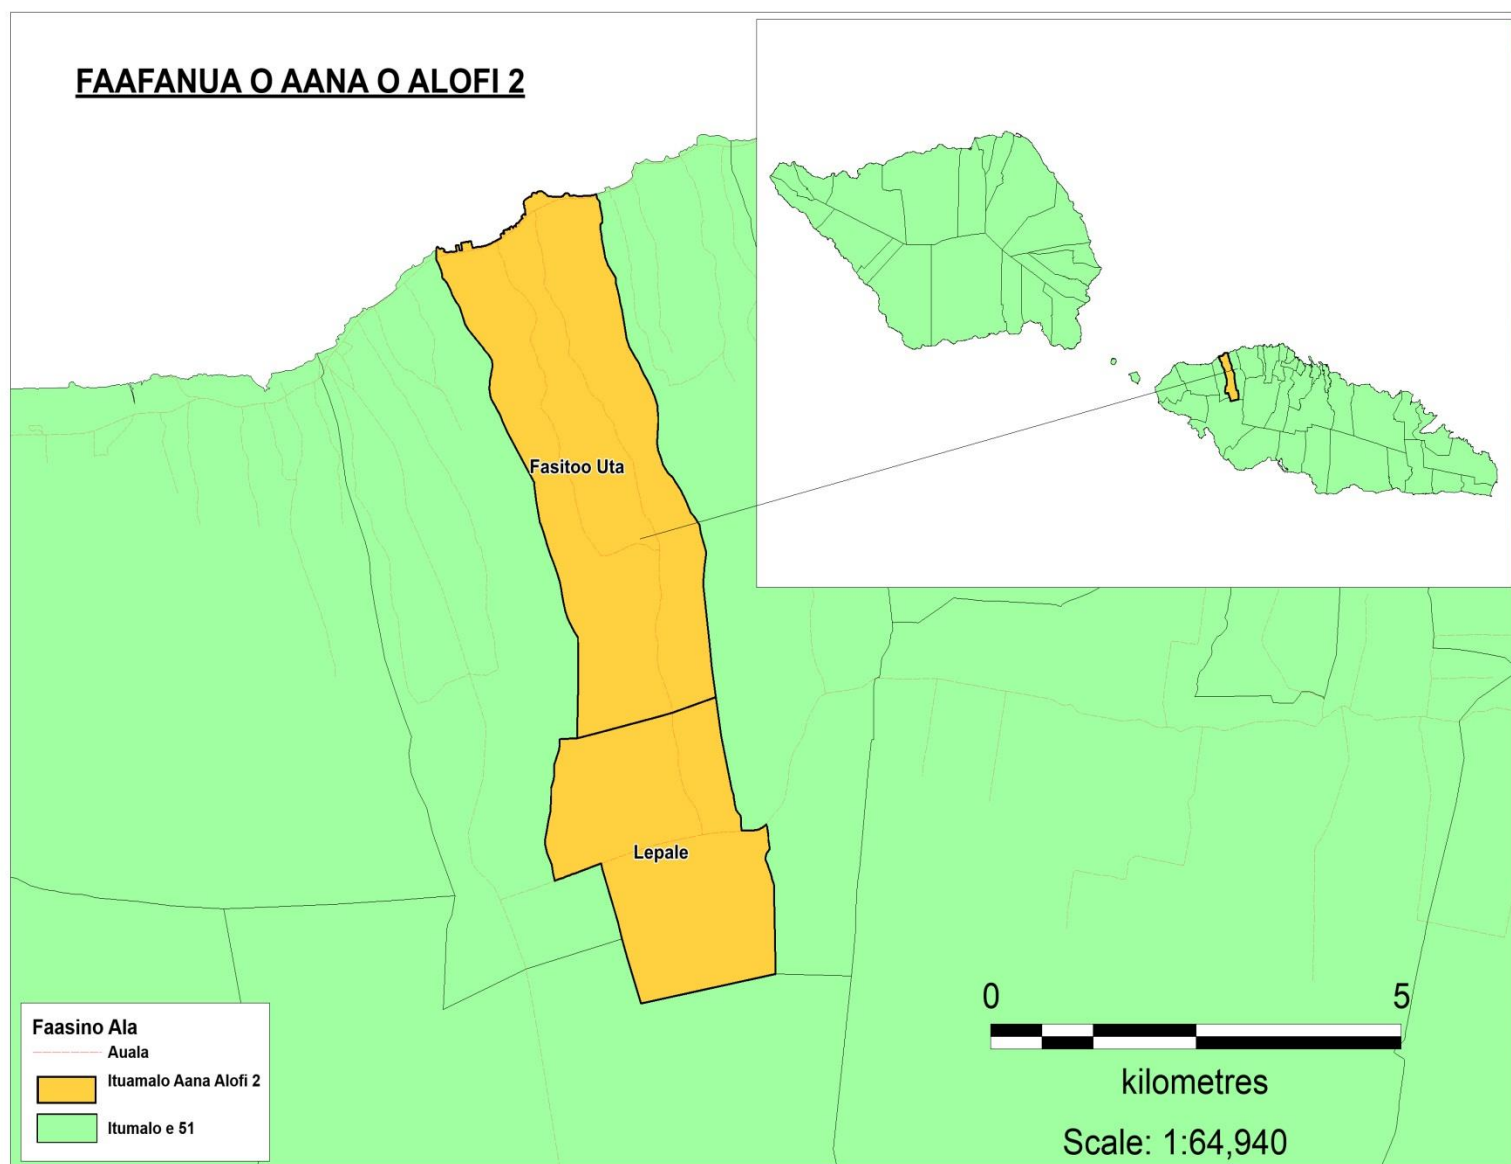 FAAFANUA O AANA O ALOFI 2
Fasitoo Uta
Lepale
Faasino Ala
Auala
Ituamalo Aana Alofi 2
Itumalo e 51
0 5
kilometres
Scale: 1:64,940